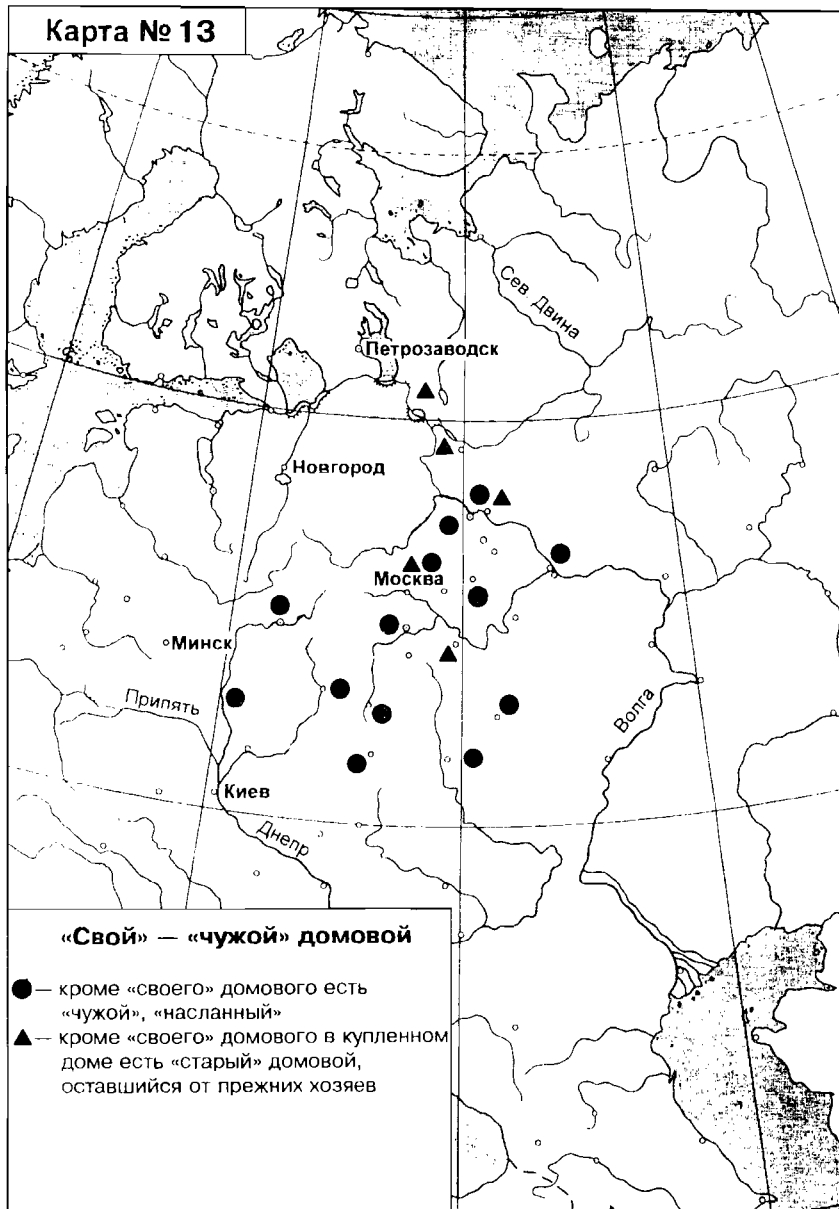 Карта № 13
Сев. Двина
Петрозаводск
Новгород
Москва
Минск
Припять
Волга
Киев
Днепр
«Свой» — «чужой» домовой
— кроме «своего» домового есть
«чужой», «насланный»
— кроме «своего» домового в купленном
доме есть «старый» домовой,
оставшийся от прежних хозяев